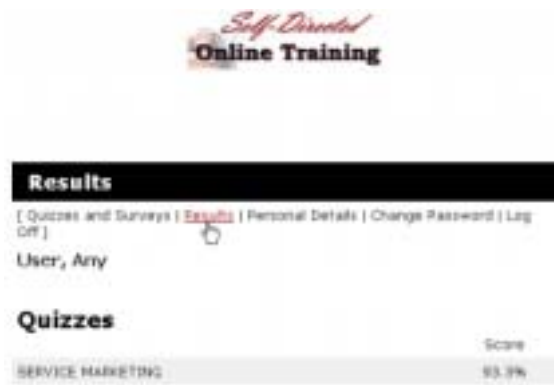 Self-Directed
Online Training
Results
[ Quizzes and Surveys | Results | Personal Details | Change Password | Log
Off ]
User, Any
Quizzes
Score
SERVICE MARKETING 93.3%